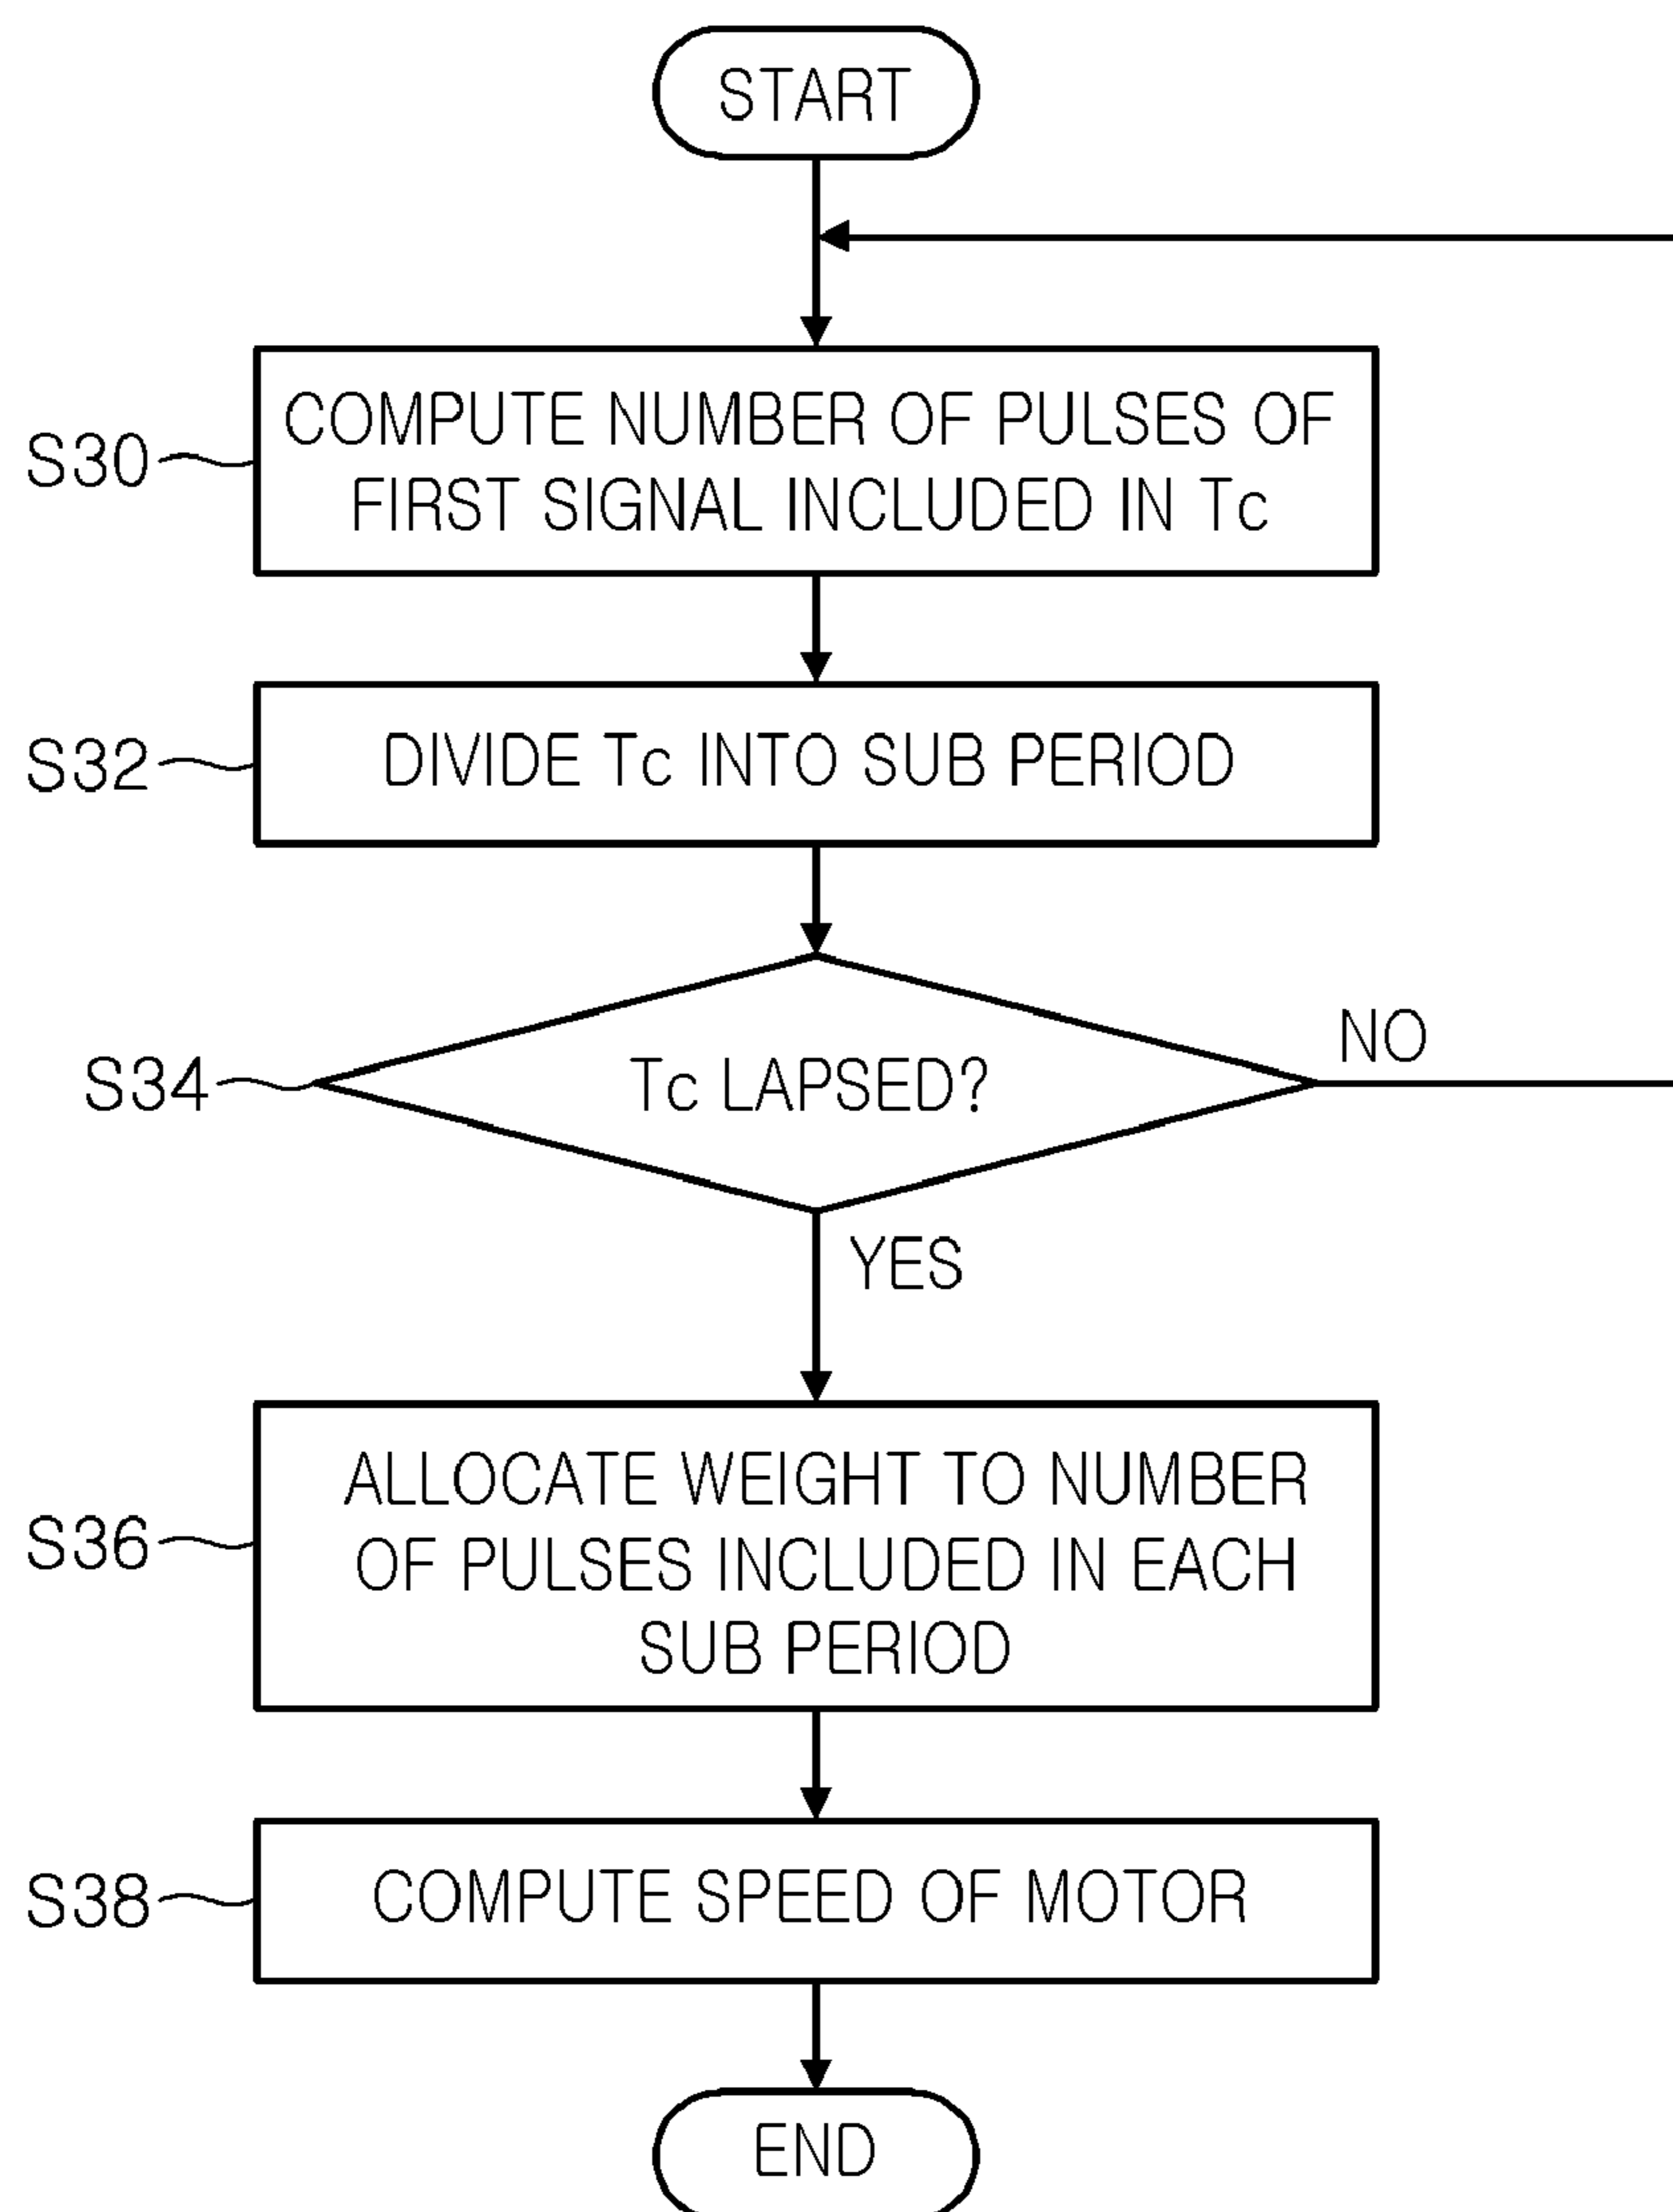 START
S30
COMPUTE NUMBER OF PULSES OF
FIRST SIGNAL INCLUDED IN Tc
S32
DIVIDE Tc INTO SUB PERIOD
S34
Tc LAPSED?
NO
YES
S36
ALLOCATE WEIGHT TO NUMBER
OF PULSES INCLUDED IN EACH
SUB PERIOD
S38
COMPUTE SPEED OF MOTOR
END